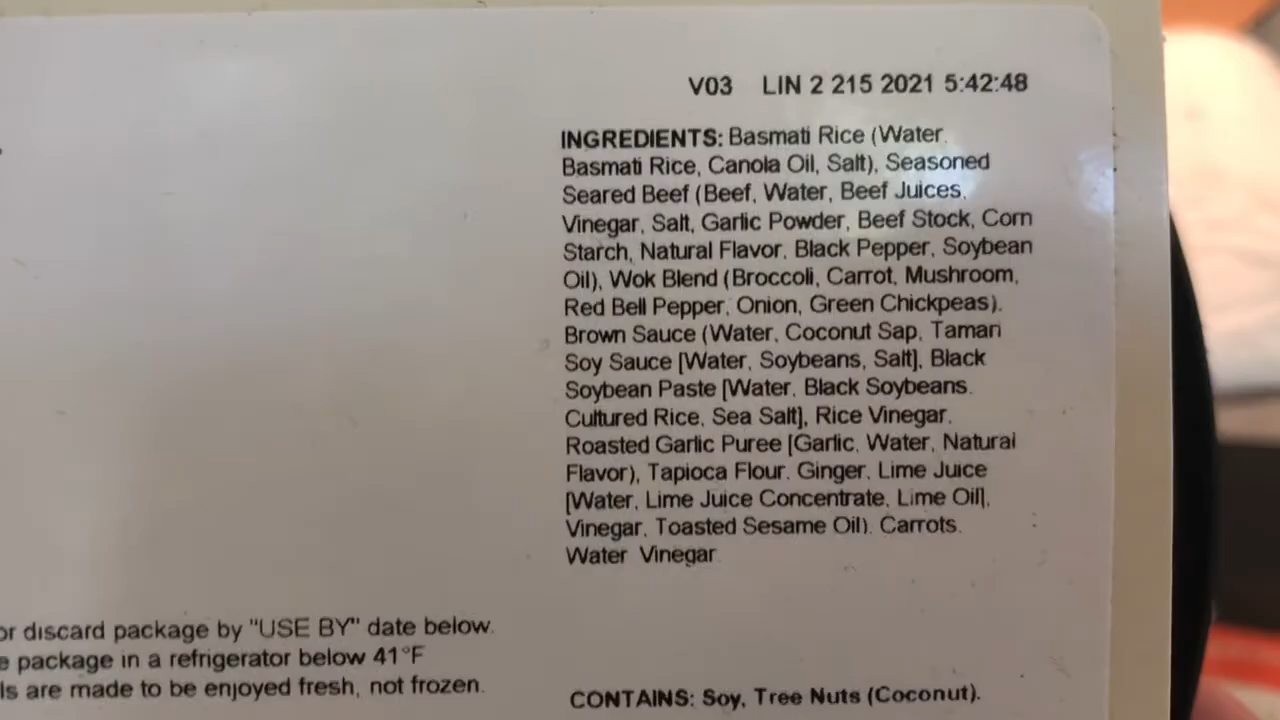 V03 LIN 2 215 2021 5:42:48
INGREDIENTS: Basmati Rice (Water,
Basmati Rice, Canola Oil, Salt), Seasoned
Seared Beef (Beef, Water, Beef Juices,
Vinegar, Salt, Garlic Powder, Beef Stock, Corn
Starch, Natural Flavor, Black Pepper, Soybean
Oil), Wok Blend (Broccoli, Carrot, Mushroom,
Red Bell Pepper, Onion, Green Chickpeas),
Brown Sauce (Water, Coconut Sap, Tamari
Soy Sauce [Water, Soybeans, Salt], Black
Soybean Paste [Water, Black Soybeans,
Cultured Rice, Sea Salt], Rice Vinegar,
Roasted Garlic Puree [Garlic, Water, Natural
Flavor), Tapioca Flour, Ginger, Lime Juice
[Water, Lime Juice Concentrate, Lime Oil],
Vinegar, Toasted Sesame Oil), Carrots,
Water Vinegar
or discard package by "USE BY" date below.
package in a refrigerator below 41°F
ls are made to be enjoyed fresh, not frozen.
CONTAINS: Soy, Tree Nuts (Coconut).